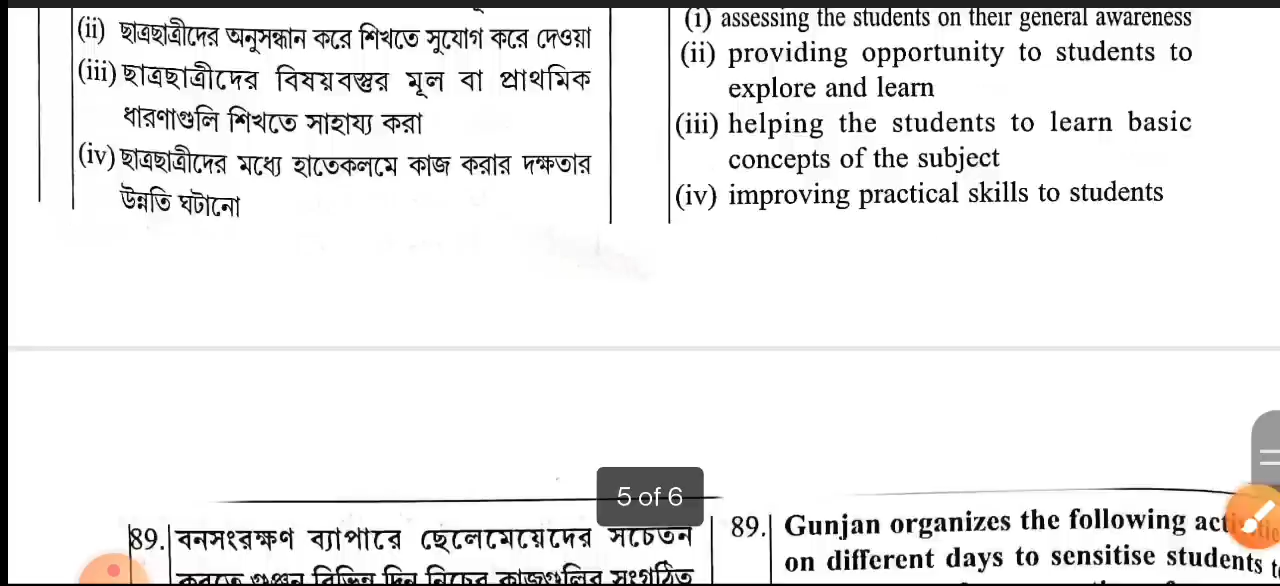 (ii) ছাত্রছাত্রীদের অনুসন্ধান করে শিখতে সুযোগ করে দেওয়া
(iii) ছাত্রছাত্রীদের বিষয়বস্তুর মূল বা প্রাথমিক
ধারণাগুলি শিখতে সাহায্য করা
(iv) ছাত্রছাত্রীদের মধ্যে হাতেকলমে কাজ করার দক্ষতার
উন্নতি ঘটানো
(i) assessing the students on their general awareness
(ii) providing opportunity to students to
explore and learn
(iii) helping the students to learn basic
concepts of the subject
(iv) improving practical skills to students
5 of 6
89. বনসংরক্ষণ ব্যাপারে ছেলেমেয়েদের সচেতন
করতে গুঞ্জন বিভিন্ন দিন নিচের কাজগুলির সংগঠিত
89. Gunjan organizes the following
on different days to sensitise students